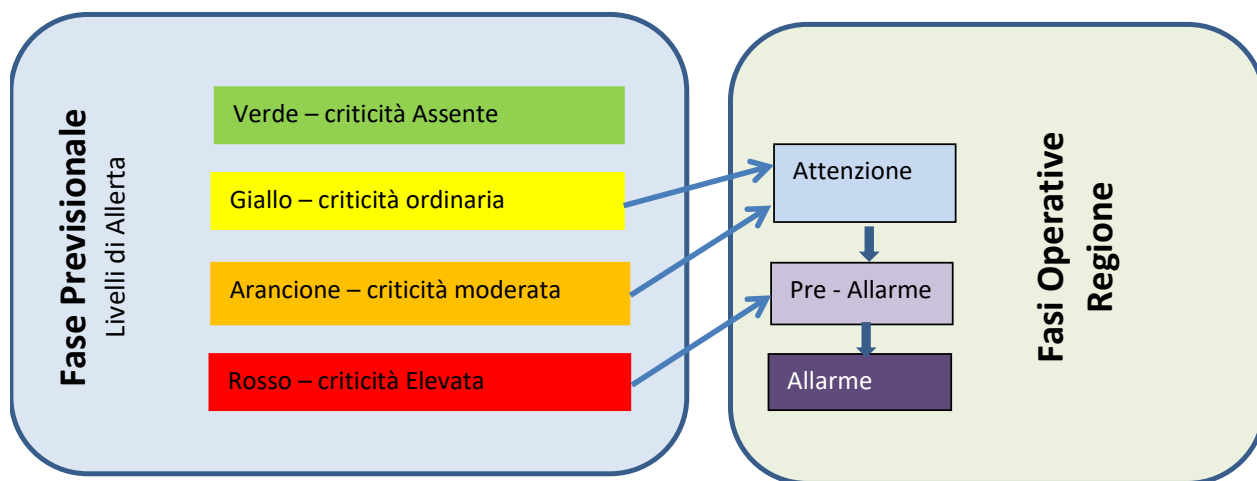 Fase Previsionale
Livelli di Allerta
Verde – criticità Assente
Giallo – criticità ordinaria
Arancione – criticità moderata
Rosso – criticità Elevata
Attenzione
Pre - Allarme
Allarme
Fasi Operative
Regione